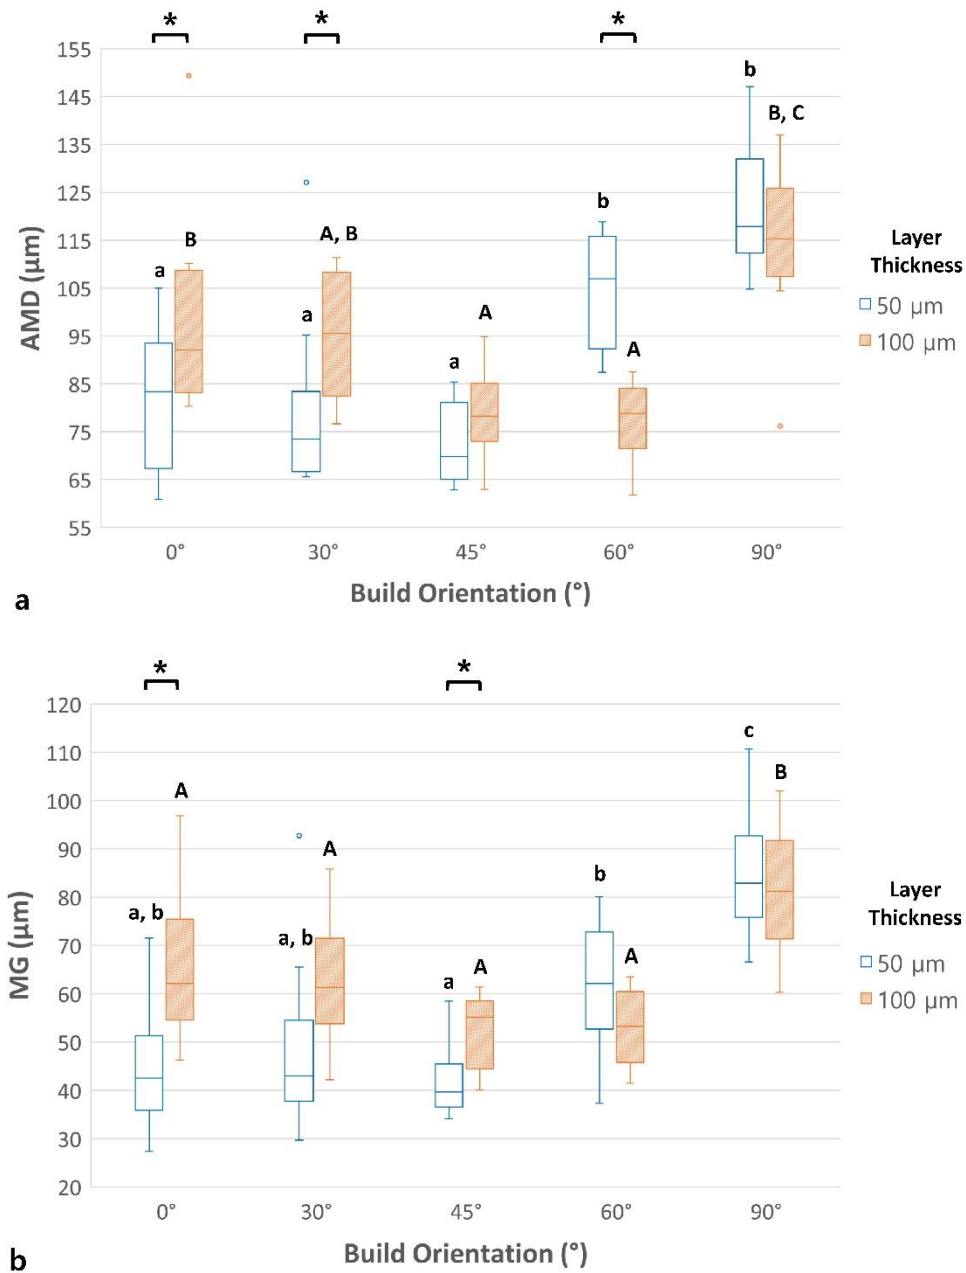 * * *
155
b
145
B, C
135
125
b
A, B
B
115
Layer
Thickness
a
105
a
A
50 µm
95
a
A
100 µm
85
75
65
55
AMD (µm)
0° 30° 45° 60° 90°
Build Orientation (°)
a
* *
120
c
110
B
A
100
90
A
b
80
Layer
Thickness
a, b
70
a, b
a A
A
50 µm
60
100 µm
50
40
30
20
MG (µm)
0° 30° 45° 60° 90°
Build Orientation (°)
b